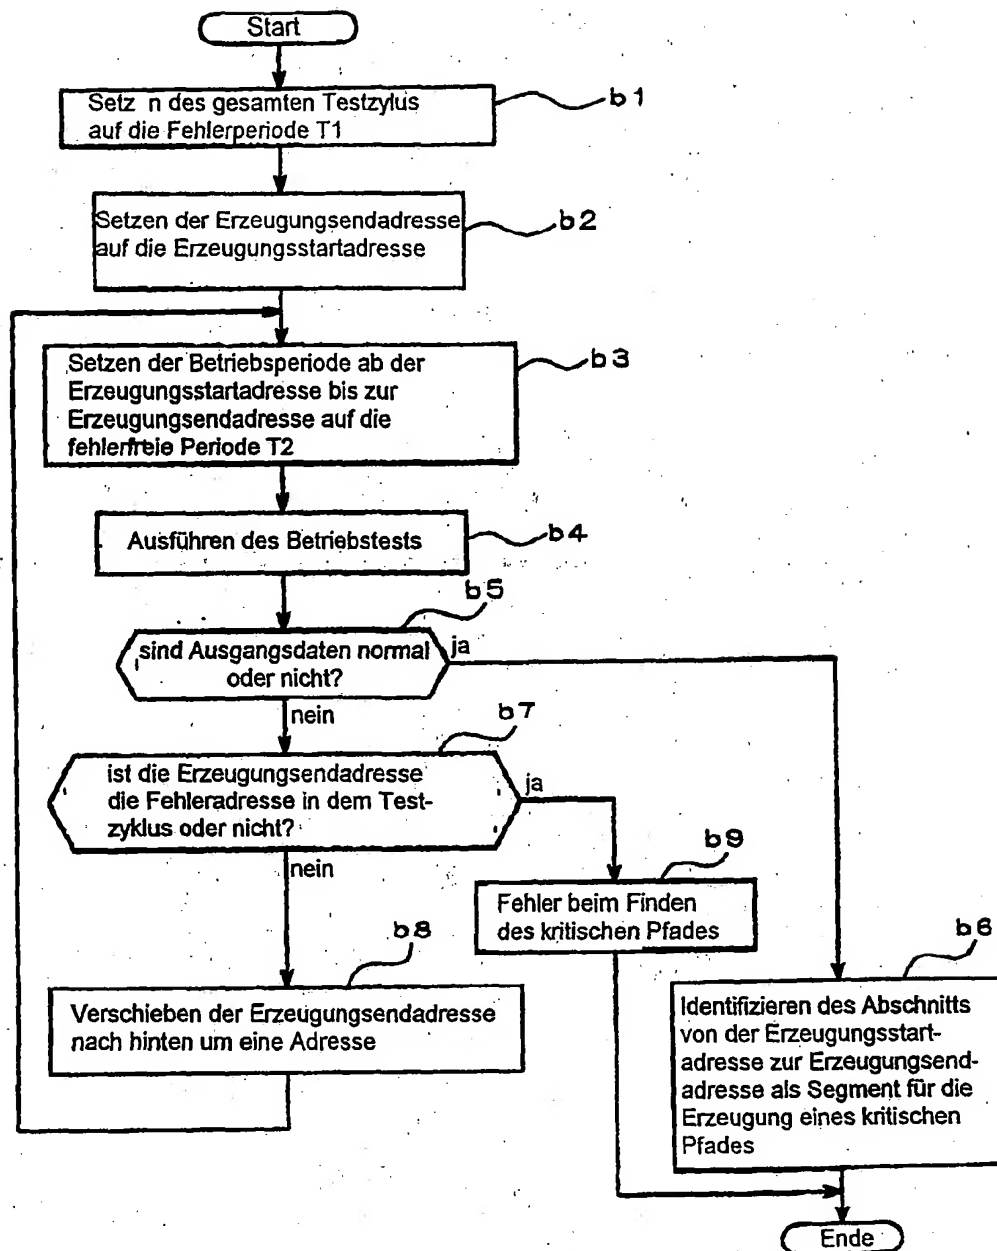 Start
Setz n des gesamten Testzylus
auf die Fehlerperiode T1
b1
Setzen der Erzeugungsendadresse
auf die Erzeugungsstartadresse
b2
Setzen der Betriebsperiode ab der
Erzeugungsstartadresse bis zur
Erzeugungsendadresse auf die
fehlerfreie Periode T2
b3
Ausführen des Betriebstests
b4
b5
sind Ausgangsdaten normal
oder nicht?
ja
nein
b7
ist die Erzeugungsendadresse
die Fehleradresse in dem Test-
zyklus oder nicht?
ja
nein
b9
Fehler beim Finden
des kritischen Pfades
b8
Verschieben der Erzeugungsendadresse
nach hinten um eine Adresse
b6
Identifizieren des Abschnitts
von der Erzeugungsstart-
adresse zur Erzeugungsend-
adresse als Segment für die
Erzeugung eines kritischen
Pfades
Ende